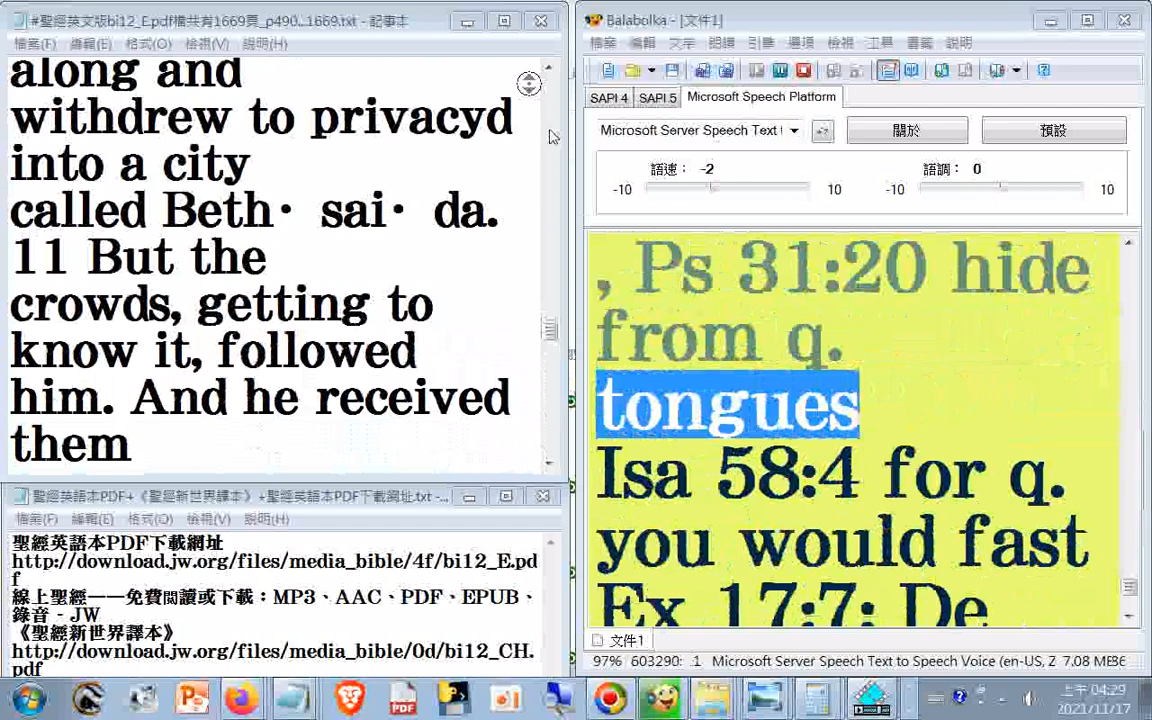 #聖經英文版bi12_E.pdf檔共有1669頁_p490...1669.txt - 記事本
檔案(F) 編輯(E) 格式(O) 檢視(V) 說明(H)
along and
withdrew to privacyd
into a city
called Beth· sai· da.
11 But the
crowds, getting to
know it, followed
him. And he received
them
聖經英語本PDF+《聖經新世界譯本》+聖經英語本PDF下載網址.txt -...
檔案(F) 編輯(E) 格式(O) 檢視(V) 說明(H)
聖經英語本PDF下載網址
http://download.jw.org/files/media_bible/4f/bi12_E.pd
f
線上聖經——免費閱讀或下載：MP3、AAC、PDF、EPUB、
錄音 - JW
《聖經新世界譯本》
http://download.jw.org/files/media_bible/0d/bi12_CH.
pdf
Balabolka - [文件1]
檔案 編輯 文字 朗讀 引擎 選項 檢視 工具 書籤 說明
SAPI 4 SAPI 5 Microsoft Speech Platform
Microsoft Server Speech Text 關於 預設
語速： -2 語調： 0
-10 10 -10 10
, Ps 31:20 hide
from q.
tongues
Isa 58:4 for q.
you would fast
Ex 17:7; De
文件1
97% 603290: 1 Microsoft Server Speech Text to Speech Voice (en-US, Z 7.08 MB
上午 04:29
2021/11/17